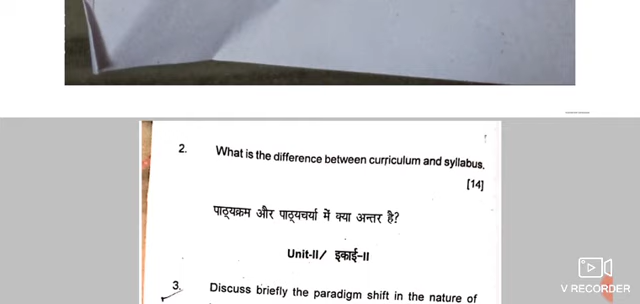 2. What is the difference between curriculum and syllabus.
[14]
पाठ्यक्रम और पाठ्यचर्या में क्या अन्तर है?
Unit-II/ इकाई-II
3. Discuss briefly the paradigm shift in the nature of
V RECORDER